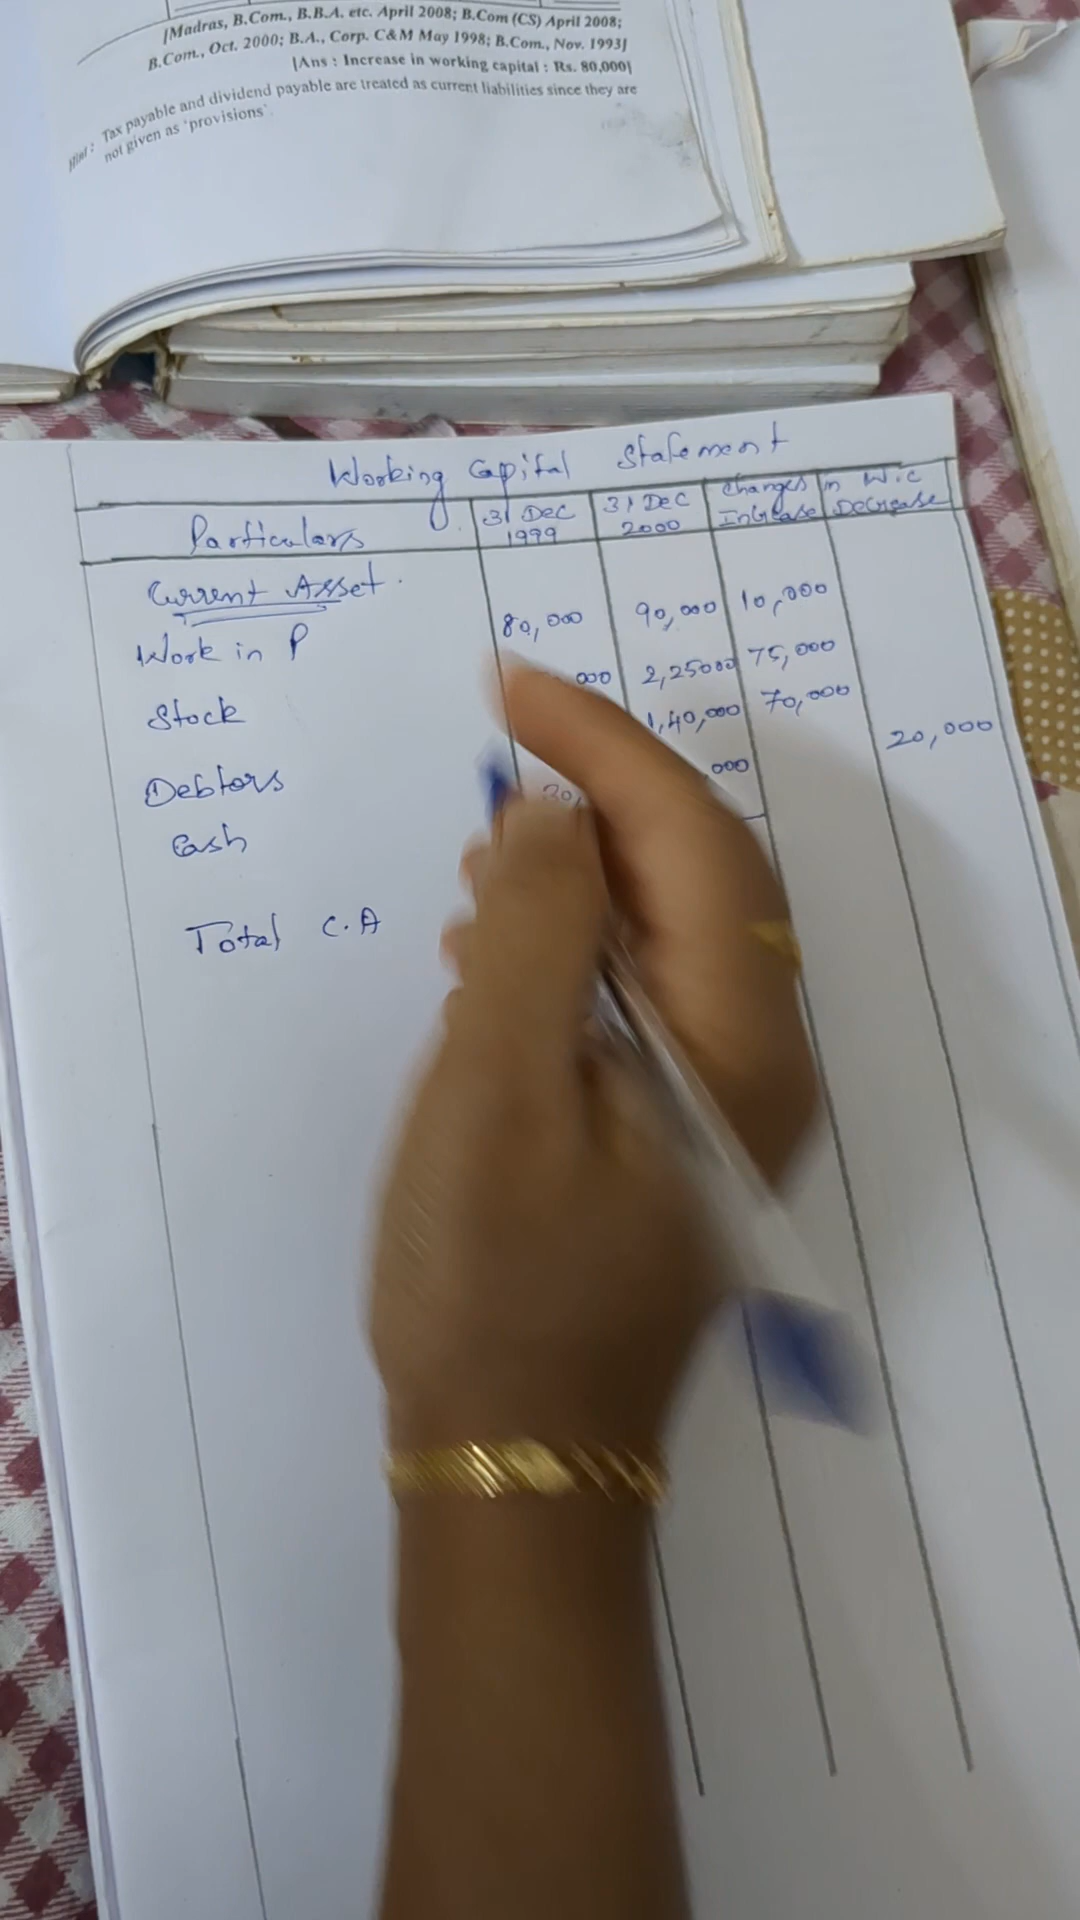 [Madras, B.Com., B.B.A. etc. April 2008; B.Com (CS) April 2008;
B.Com., Oct. 2000; B.A., Corp. C&M May 1998; B.Com., Nov. 1993]
[Ans : Increase in working capital : Rs. 80,000]
Hint : Tax payable and dividend payable are treated as current liabilities since they are
not given as 'provisions'
Working Capital Statement
Particulars 31 Dec 1999 31 Dec 2000 Changes in W.C Increase Decrease
Current Asset.
Work in P 80,000 90,000 10,000
Stock 000 2,25000 75,000
Debtors 1,40,000 70,000
Cash 30, ,000 20,000
Total C.A